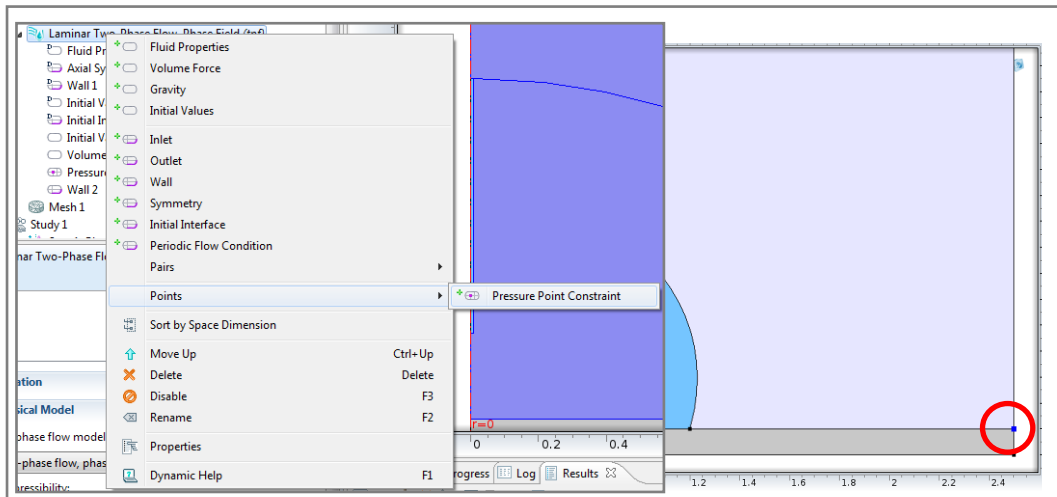 Laminar Two-Phase Flow, Phase Field (tpf)
Fluid Pr
Axial Sy
Wall 1
Initial V
Initial In
Initial V
Volume
Pressur
Wall 2
Mesh 1
Study 1
nar Two-Phase Fl
ation
sical Model
phase flow model
-phase flow, phas
pressibility:
Fluid Properties
Volume Force
Gravity
Initial Values
Inlet
Outlet
Wall
Symmetry
Initial Interface
Periodic Flow Condition
Pairs
Points
Sort by Space Dimension
Move Up Ctrl+Up
Delete Delete
Disable F3
Rename F2
Properties
Dynamic Help F1
Pressure Point Constraint
r=0
0 0.2 0.4
rogress Log Results
1.2 1.4 1.6 1.8 2 2.2 2.4